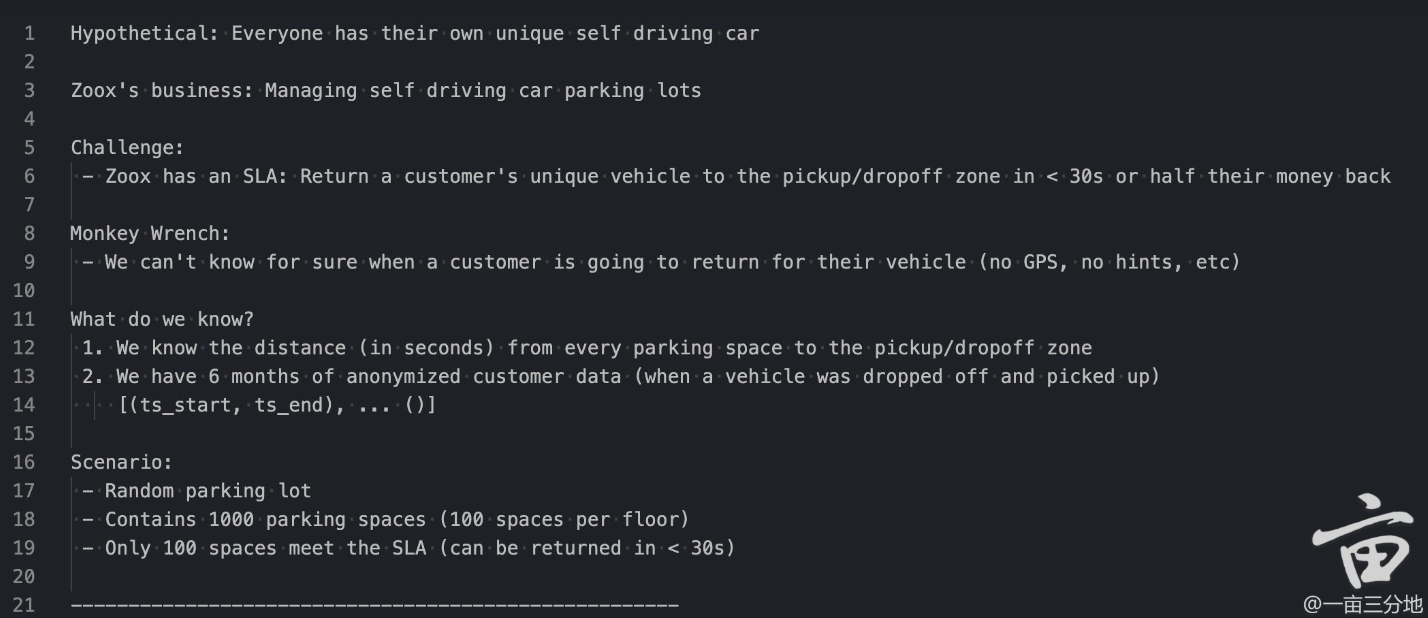 1 Hypothetical: Everyone has their own unique self driving car
2
3 Zoox's business: Managing self driving car parking lots
4
5 Challenge:
6 - Zoox has an SLA: Return a customer's unique vehicle to the pickup/dropoff zone in < 30s or half their money back
7
8 Monkey Wrench:
9 - We can't know for sure when a customer is going to return for their vehicle (no GPS, no hints, etc)
10
11 What do we know?
12 1. We know the distance (in seconds) from every parking space to the pickup/dropoff zone
13 2. We have 6 months of anonymized customer data (when a vehicle was dropped off and picked up)
14 [(ts_start, ts_end), ... ()]
15
16 Scenario:
17 - Random parking lot
18 - Contains 1000 parking spaces (100 spaces per floor)
19 - Only 100 spaces meet the SLA (can be returned in < 30s)
20
21 -----------------------------------------------------
亩
@一亩三分地